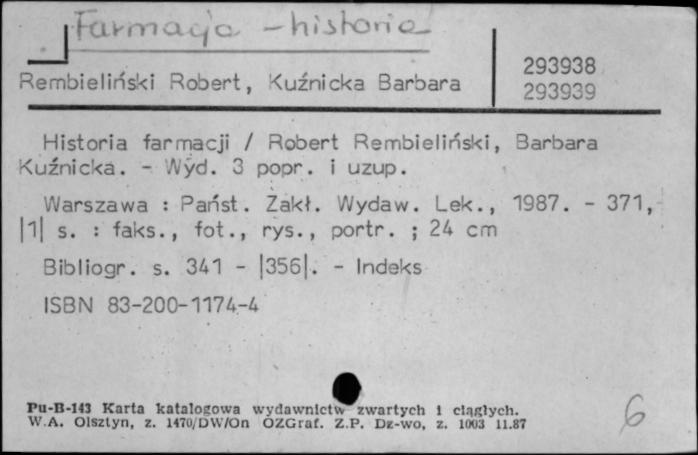 Farmacja - historia
Rembieliński Robert, Kuźnicka Barbara
293938
293939
Historia farmacji / Robert Rembieliński, Barbara
Kuźnicka. - Wyd. 3 popr. i uzup.
Warszawa : Państ. Zakł. Wydaw. Lek., 1987. - 371,
|1| s. : faks., fot., rys., portr. ; 24 cm
Bibliogr. s. 341 - |356|. - Indeks
ISBN 83-200-1174-4
Pu-B-143 Karta katalogowa wydawnictw zwartych i ciągłych.
W.A. Olsztyn, z. 1470/DW/On OZGraf. Z.P. Dz-wo, z. 1003 11.87
6